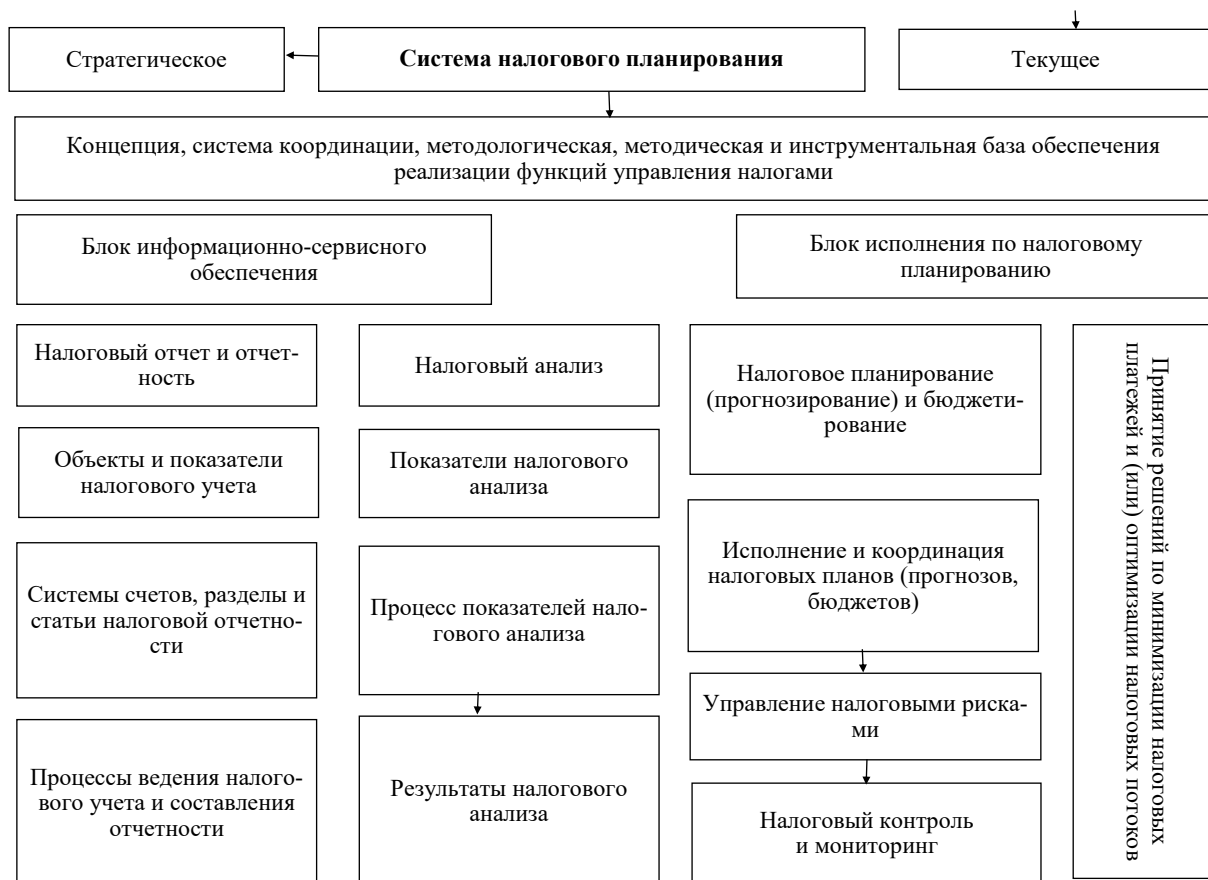 Стратегическое
Система налогового планирования
Текущее
Концепция, система координации, методологическая, методическая и инструментальная база обеспечения
реализации функций управления налогами
Блок информационно-сервисного
обеспечения
Блок исполнения по налоговому
планированию
Налоговый отчет и отчет-
ность
Налоговый анализ
Налоговое планирование
(прогнозирование) и бюджети-
рование
Принятие решений по минимизации налоговых
платежей и (или) оптимизации налоговых потоков
Объекты и показатели
налогового учета
Показатели налогового
анализа
Исполнение и координация
налоговых планов (прогнозов,
бюджетов)
Системы счетов, разделы и
статьи налоговой отчетно-
сти
Процесс показателей нало-
гового анализа
Управление налоговыми риска-
ми
Процессы ведения налого-
вого учета и составления
отчетности
Результаты налогового
анализа
Налоговый контроль
и мониторинг